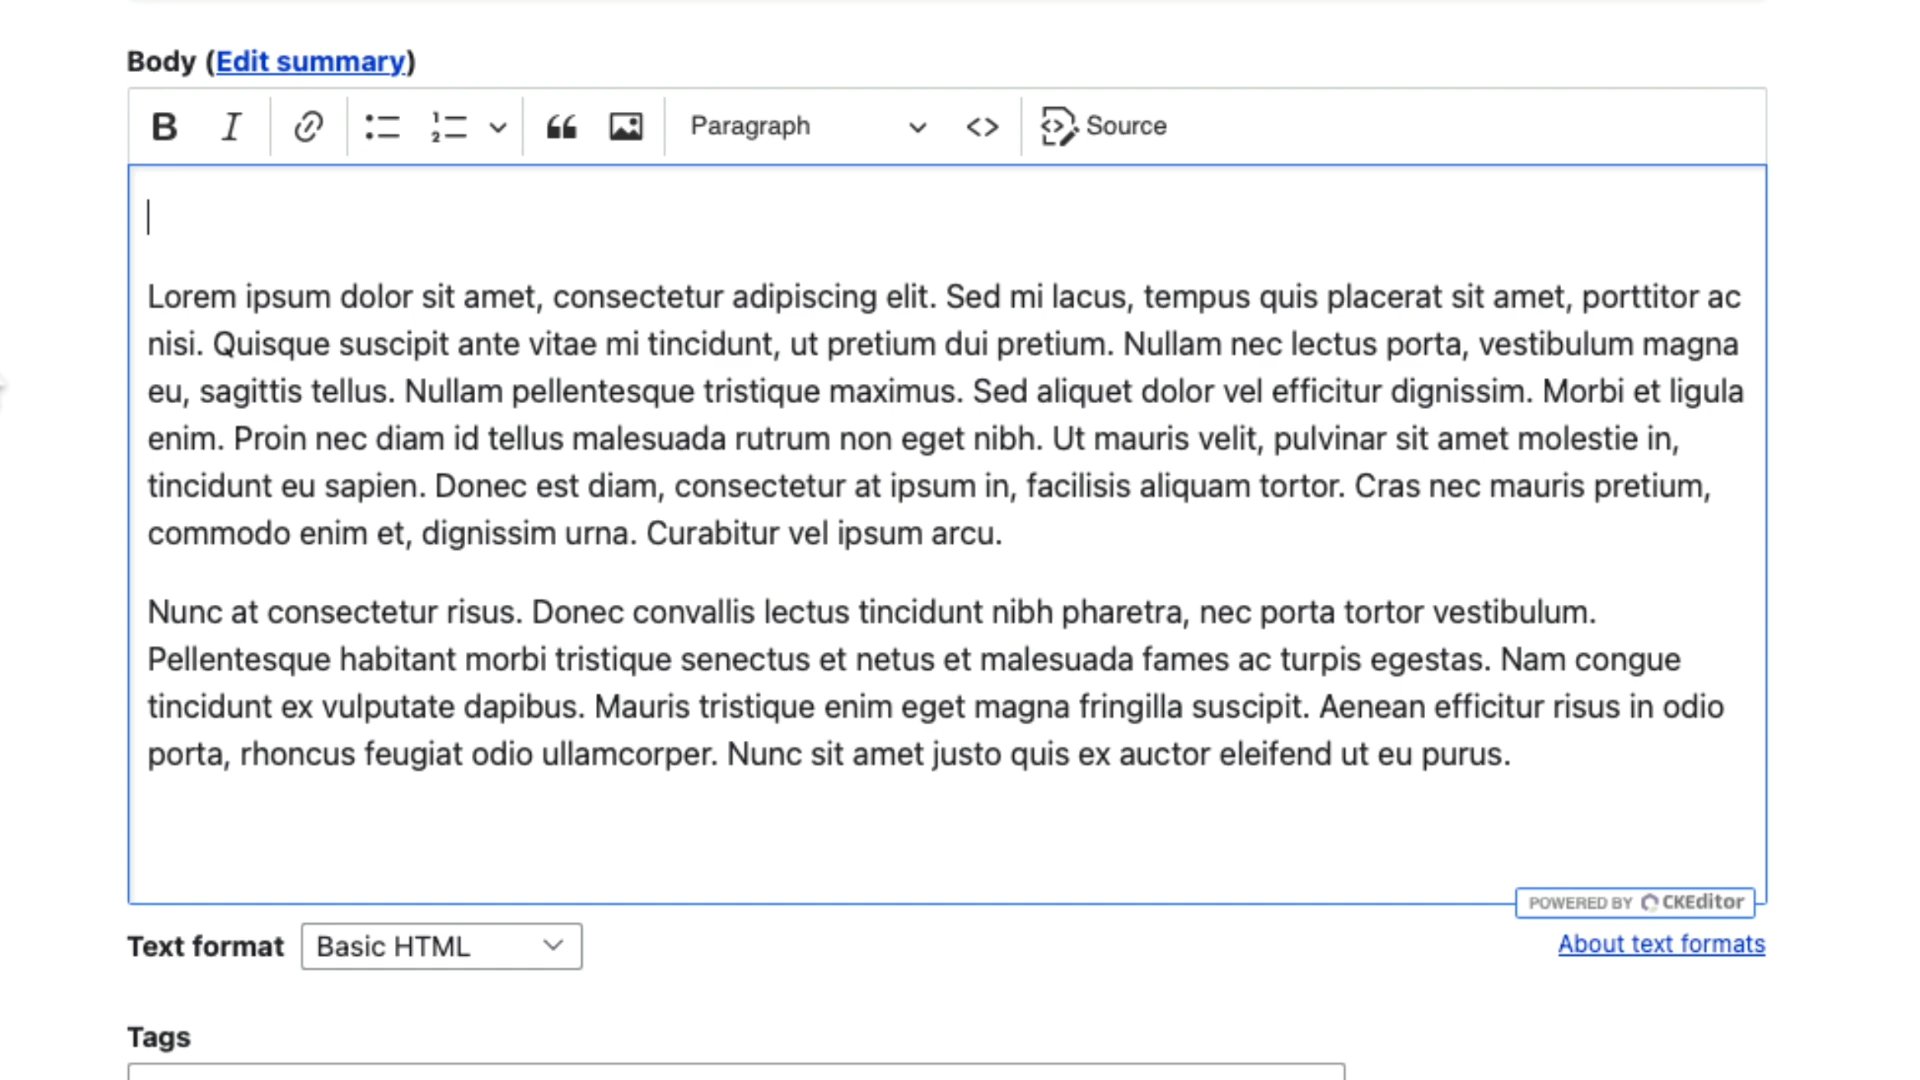 Body (Edit summary)
B I Paragraph Source
Lorem ipsum dolor sit amet, consectetur adipiscing elit. Sed mi lacus, tempus quis placerat sit amet, porttitor ac
nisi. Quisque suscipit ante vitae mi tincidunt, ut pretium dui pretium. Nullam nec lectus porta, vestibulum magna
eu, sagittis tellus. Nullam pellentesque tristique maximus. Sed aliquet dolor vel efficitur dignissim. Morbi et ligula
enim. Proin nec diam id tellus malesuada rutrum non eget nibh. Ut mauris velit, pulvinar sit amet molestie in,
tincidunt eu sapien. Donec est diam, consectetur at ipsum in, facilisis aliquam tortor. Cras nec mauris pretium,
commodo enim et, dignissim urna. Curabitur vel ipsum arcu.
Nunc at consectetur risus. Donec convallis lectus tincidunt nibh pharetra, nec porta tortor vestibulum.
Pellentesque habitant morbi tristique senectus et netus et malesuada fames ac turpis egestas. Nam congue
tincidunt ex vulputate dapibus. Mauris tristique enim eget magna fringilla suscipit. Aenean efficitur risus in odio
porta, rhoncus feugiat odio ullamcorper. Nunc sit amet justo quis ex auctor eleifend ut eu purus.
POWERED BY CKEditor
Text format Basic HTML
About text formats
Tags